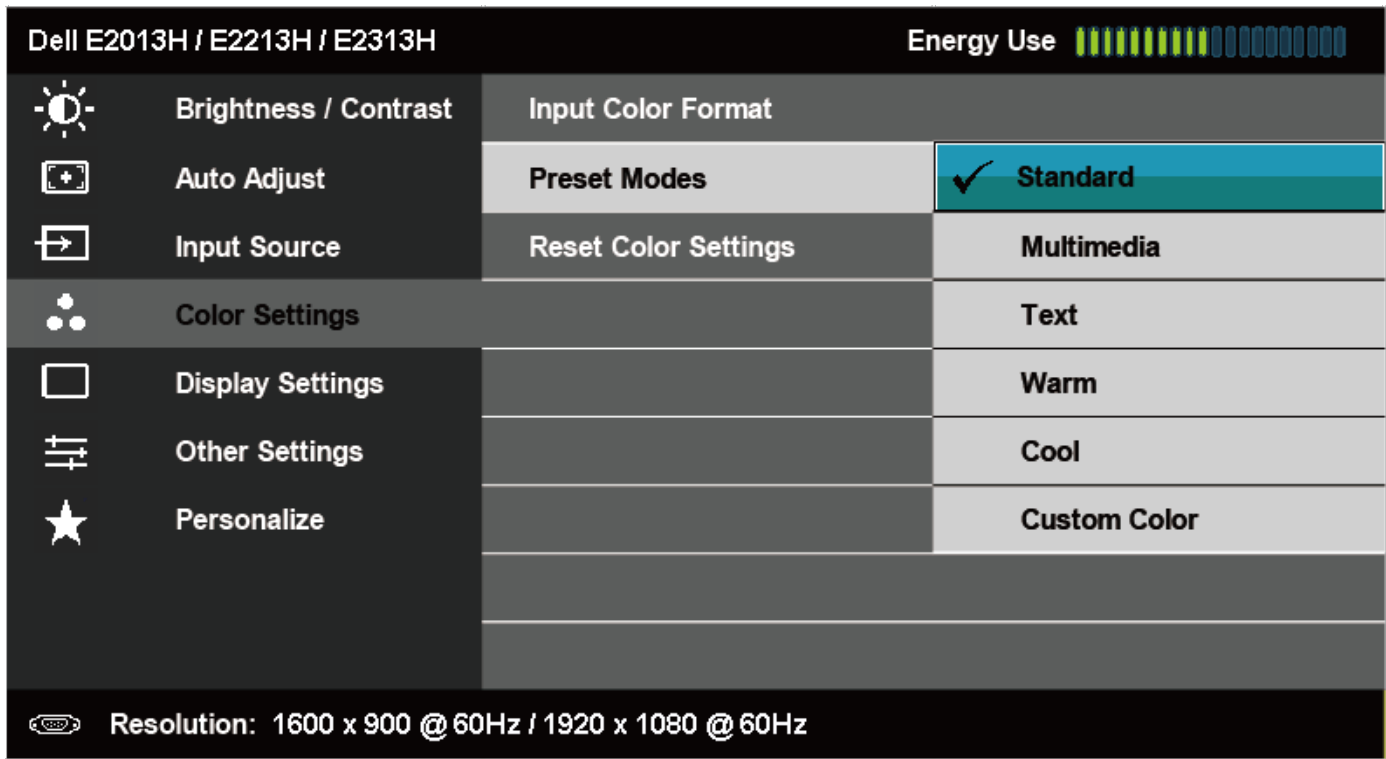 Dell E2013H / E2213H / E2313H Energy Use
Brightness / Contrast Input Color Format
Auto Adjust Preset Modes Standard
Input Source Reset Color Settings Multimedia
Color Settings Text
Display Settings Warm
Other Settings Cool
Personalize Custom Color
Resolution: 1600 x 900 @ 60Hz / 1920 x 1080 @ 60Hz